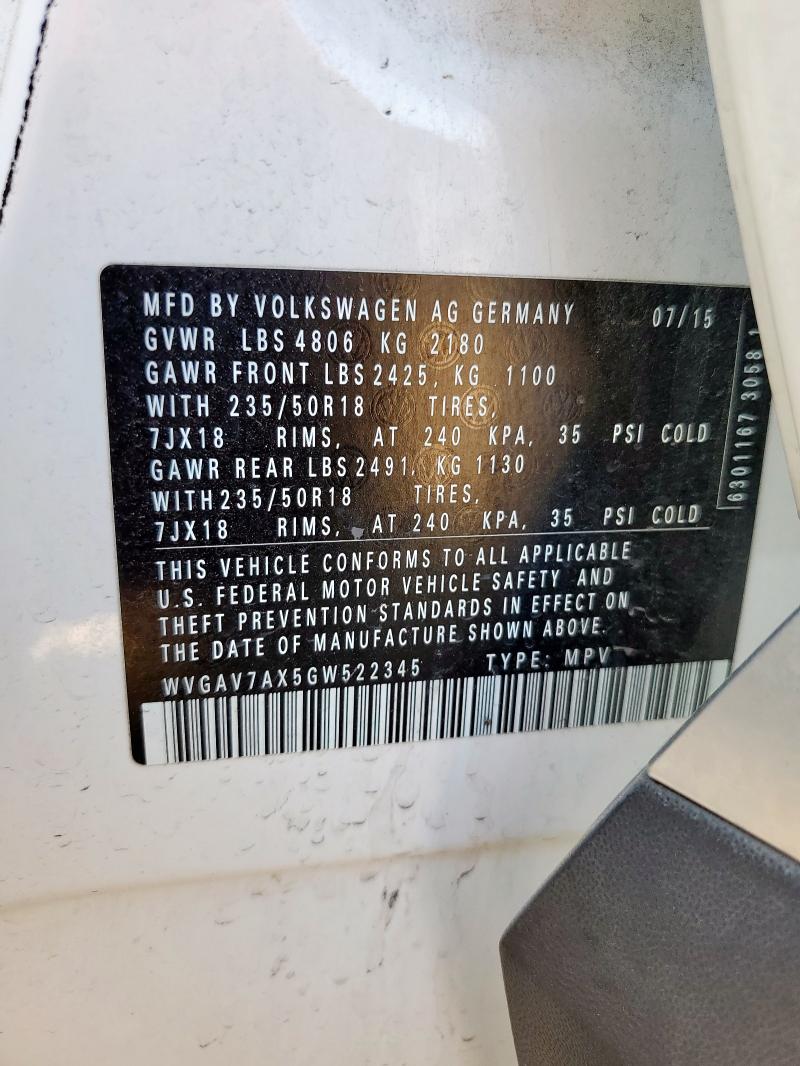 MFD BY VOLKSWAGEN AG GERMANY 07/15
GVWR LBS 4806 KG 2180
GAWR FRONT LBS 2425, KG 1100
WITH 235/50R18 TIRES,
7JX18 RIMS, AT 240 KPA, 35 PSI COLD
GAWR REAR LBS 2491, KG 1130
WITH 235/50R18 TIRES,
7JX18 RIMS, AT 240 KPA, 35 PSI COLD
THIS VEHICLE CONFORMS TO ALL APPLICABLE
U.S. FEDERAL MOTOR VEHICLE SAFETY AND
THEFT PREVENTION STANDARDS IN EFFECT ON
THE DATE OF MANUFACTURE SHOWN ABOVE.
WVGAV7AX5GW522345 TYPE: MPV
6301167 3058 1